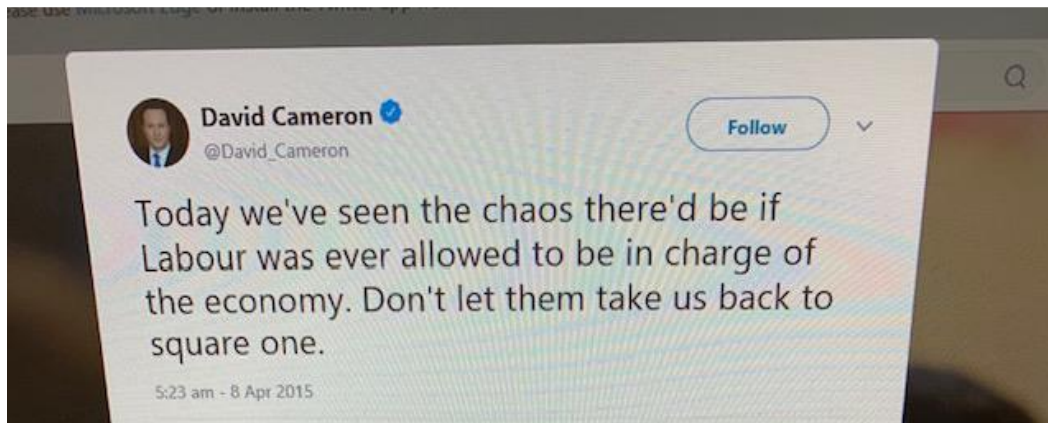 David Cameron
@David_Cameron
Follow
Today we've seen the chaos there'd be if
Labour was ever allowed to be in charge of
the economy. Don't let them take us back to
square one.
5:23 am - 8 Apr 2015